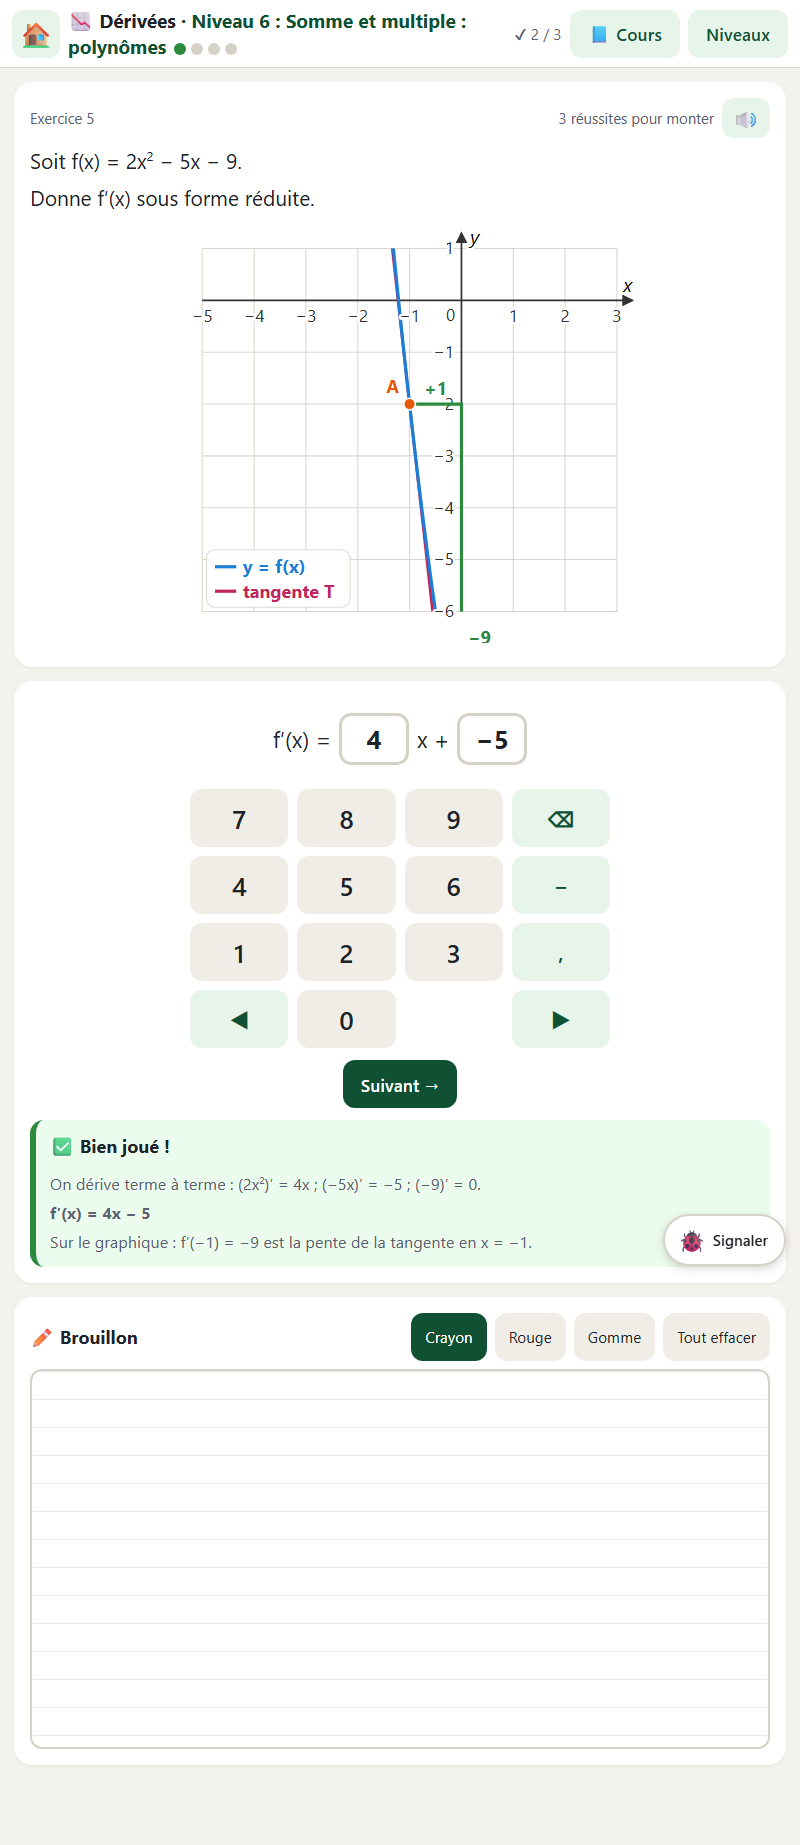 Dérivées · Niveau 6 : Somme et multiple :
polynômes
✓ 2 / 3
Cours
Niveaux
Exercice 5
3 réussites pour monter
Soit f(x) = 2x² − 5x − 9.
Donne f′(x) sous forme réduite.
y
1
x
−5 −4 −3 −2 −1 0 1 2 3
−1
A
+1
−2
−3
−4
−5
−6
y = f(x)
tangente T
−9
f′(x) = 4 x + −5
7 8 9 ⌫
4 5 6 −
1 2 3 ,
◀ 0 ▶
Suivant →
Bien joué !
On dérive terme à terme : (2x²)′ = 4x ; (−5x)′ = −5 ; (−9)′ = 0.
f′(x) = 4x − 5
Sur le graphique : f′(−1) = −9 est la pente de la tangente en x = −1.
Signaler
Brouillon
Crayon
Rouge
Gomme
Tout effacer